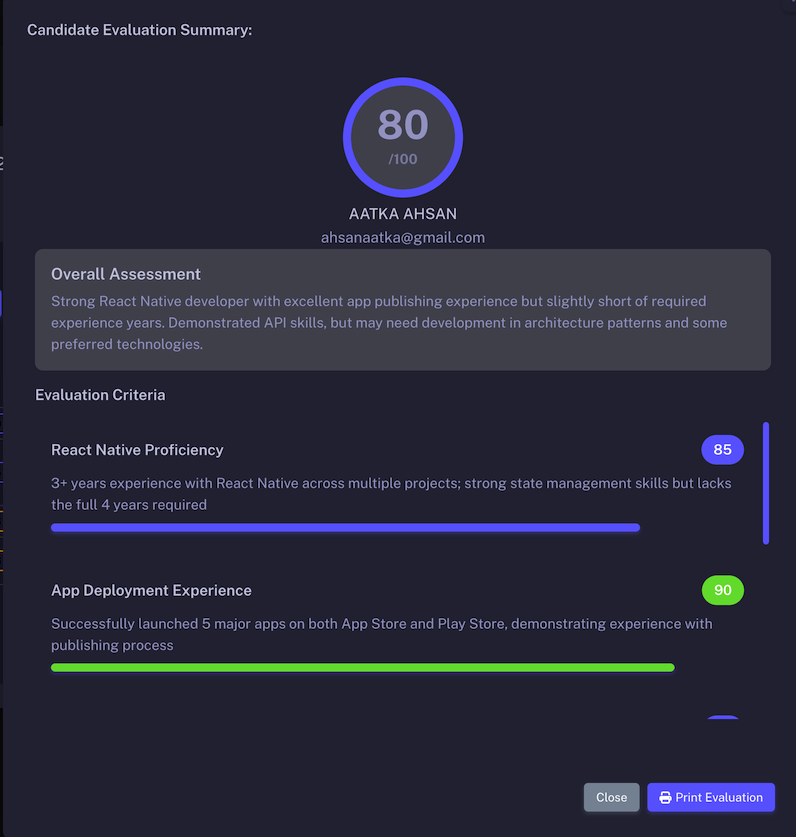 Candidate Evaluation Summary:
80
/100
AATKA AHSAN
ahsanaatka@gmail.com
Overall Assessment
Strong React Native developer with excellent app publishing experience but slightly short of required
experience years. Demonstrated API skills, but may need development in architecture patterns and some
preferred technologies.
Evaluation Criteria
React Native Proficiency
85
3+ years experience with React Native across multiple projects; strong state management skills but lacks
the full 4 years required
App Deployment Experience
90
Successfully launched 5 major apps on both App Store and Play Store, demonstrating experience with
publishing process
Close
Print Evaluation